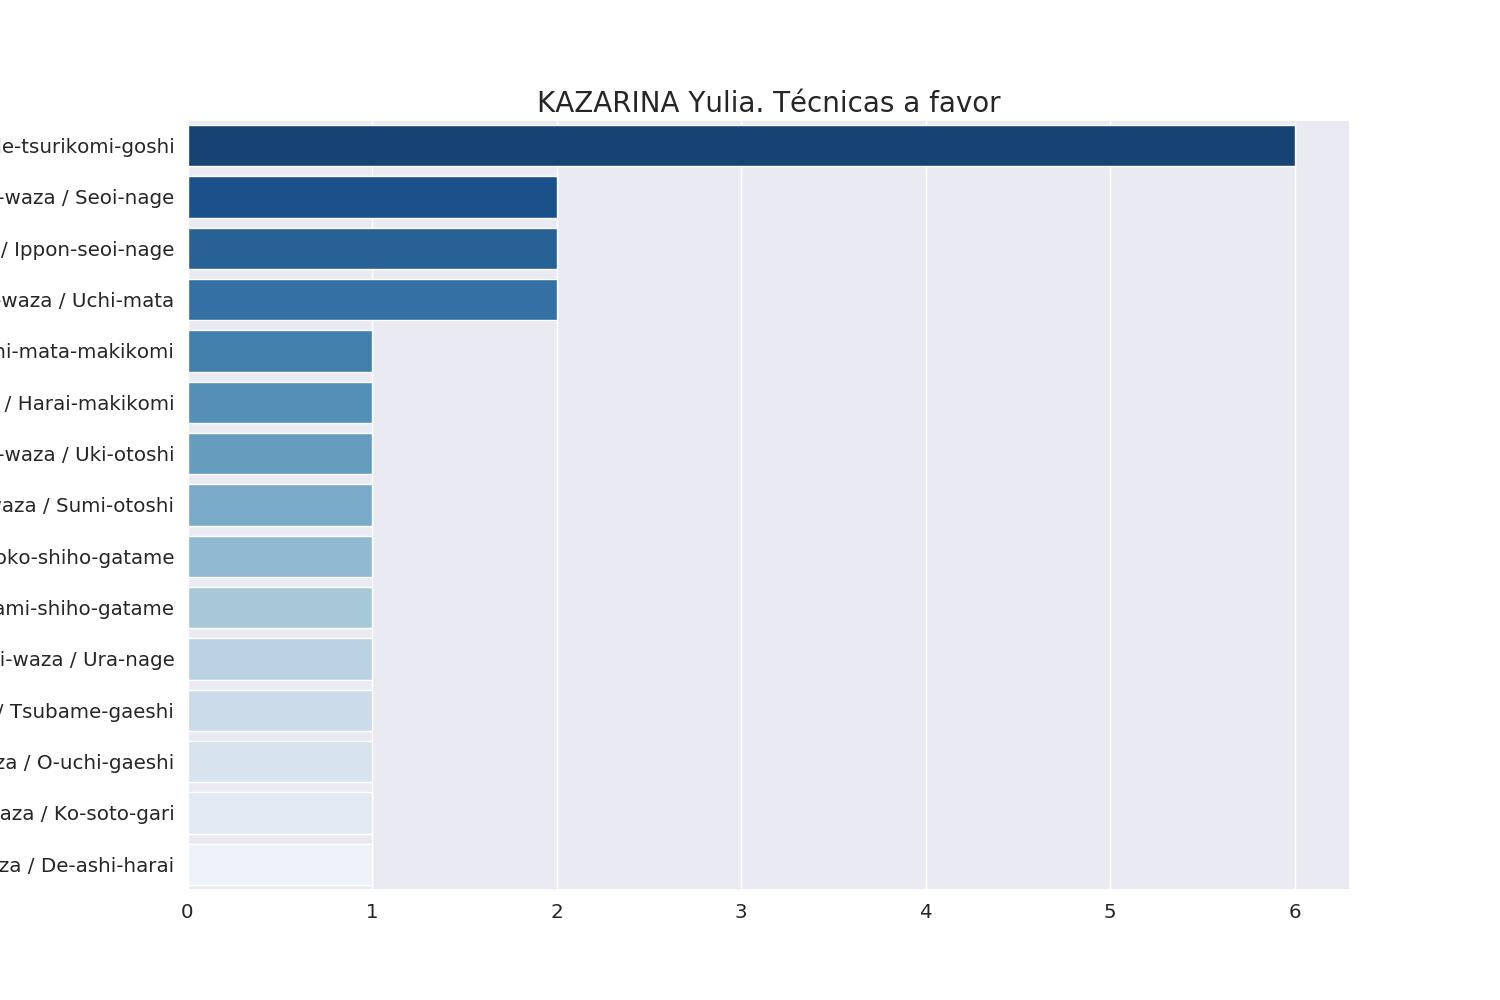 KAZARINA Yulia. Técnicas a favor
le-tsurikomi-goshi
-waza / Seoi-nage
/ Ippon-seoi-nage
-waza / Uchi-mata
hi-mata-makikomi
/ Harai-makikomi
-waza / Uki-otoshi
waza / Sumi-otoshi
oko-shiho-gatame
ami-shiho-gatame
i-waza / Ura-nage
/ Tsubame-gaeshi
za / O-uchi-gaeshi
aza / Ko-soto-gari
za / De-ashi-harai
0 1 2 3 4 5 6